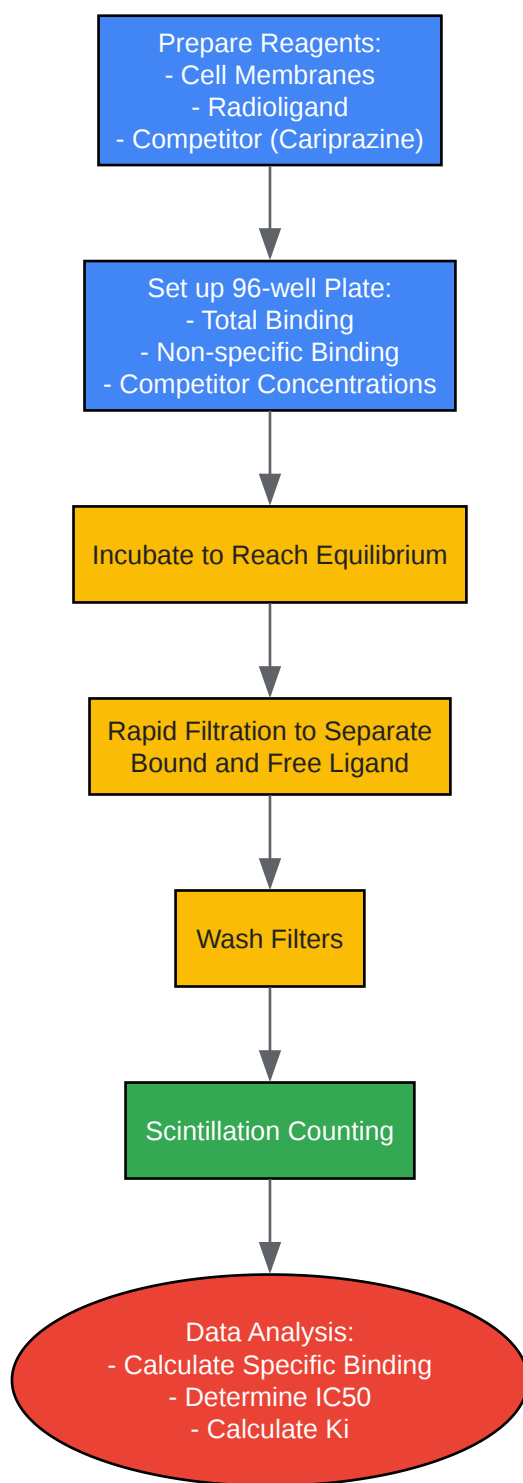 Prepare Reagents:
- Cell Membranes
- Radioligand
- Competitor (Cariprazine)
Set up 96-well Plate:
- Total Binding
- Non-specific Binding
- Competitor Concentrations
Incubate to Reach Equilibrium
Rapid Filtration to Separate
Bound and Free Ligand
Wash Filters
Scintillation Counting
Data Analysis:
- Calculate Specific Binding
- Determine IC50
- Calculate Ki